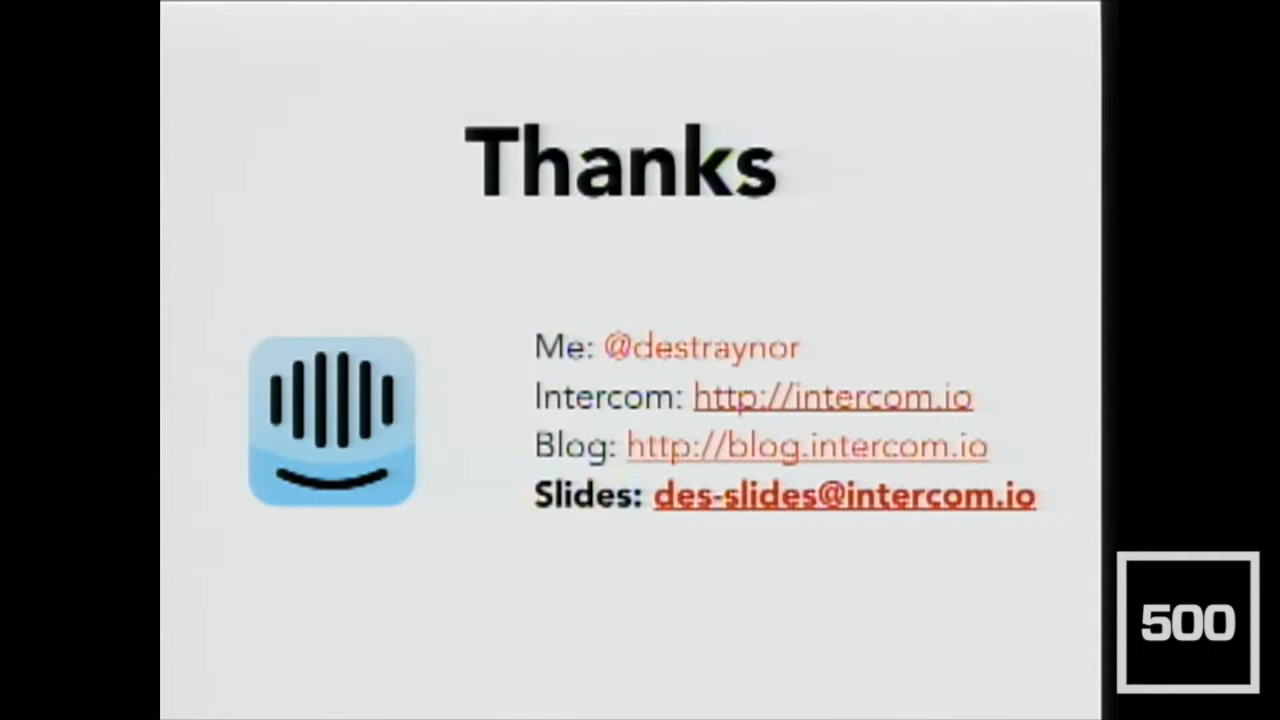 Thanks
Me: @destraynor
Intercom: http://intercom.io
Blog: http://blog.intercom.io
Slides: des-slides@intercom.io
500